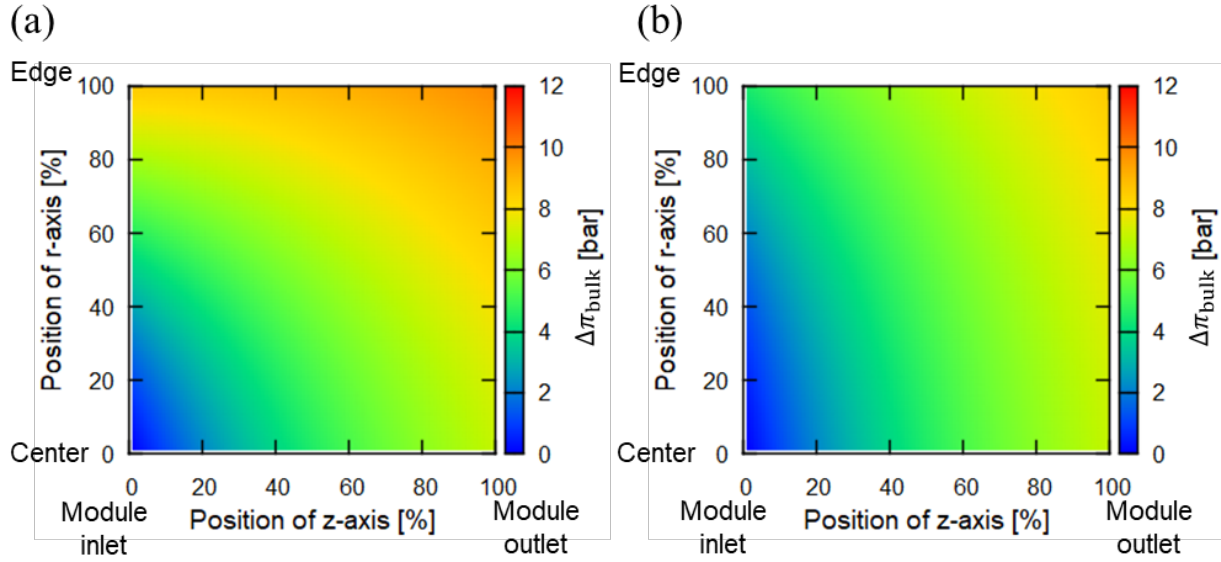 (a)
Edge
100
80
60
40
20
0
Center
Position of r-axis [%]
0 20 40 60 80 100
Module inlet
Position of z-axis [%]
Module outlet
12
10
8
6
4
2
0
Δπbulk [bar]
(b)
Edge
100
80
60
40
20
0
Center
Position of r-axis [%]
0 20 40 60 80 100
Module inlet
Position of z-axis [%]
Module outlet
12
10
8
6
4
2
0
Δπbulk [bar]